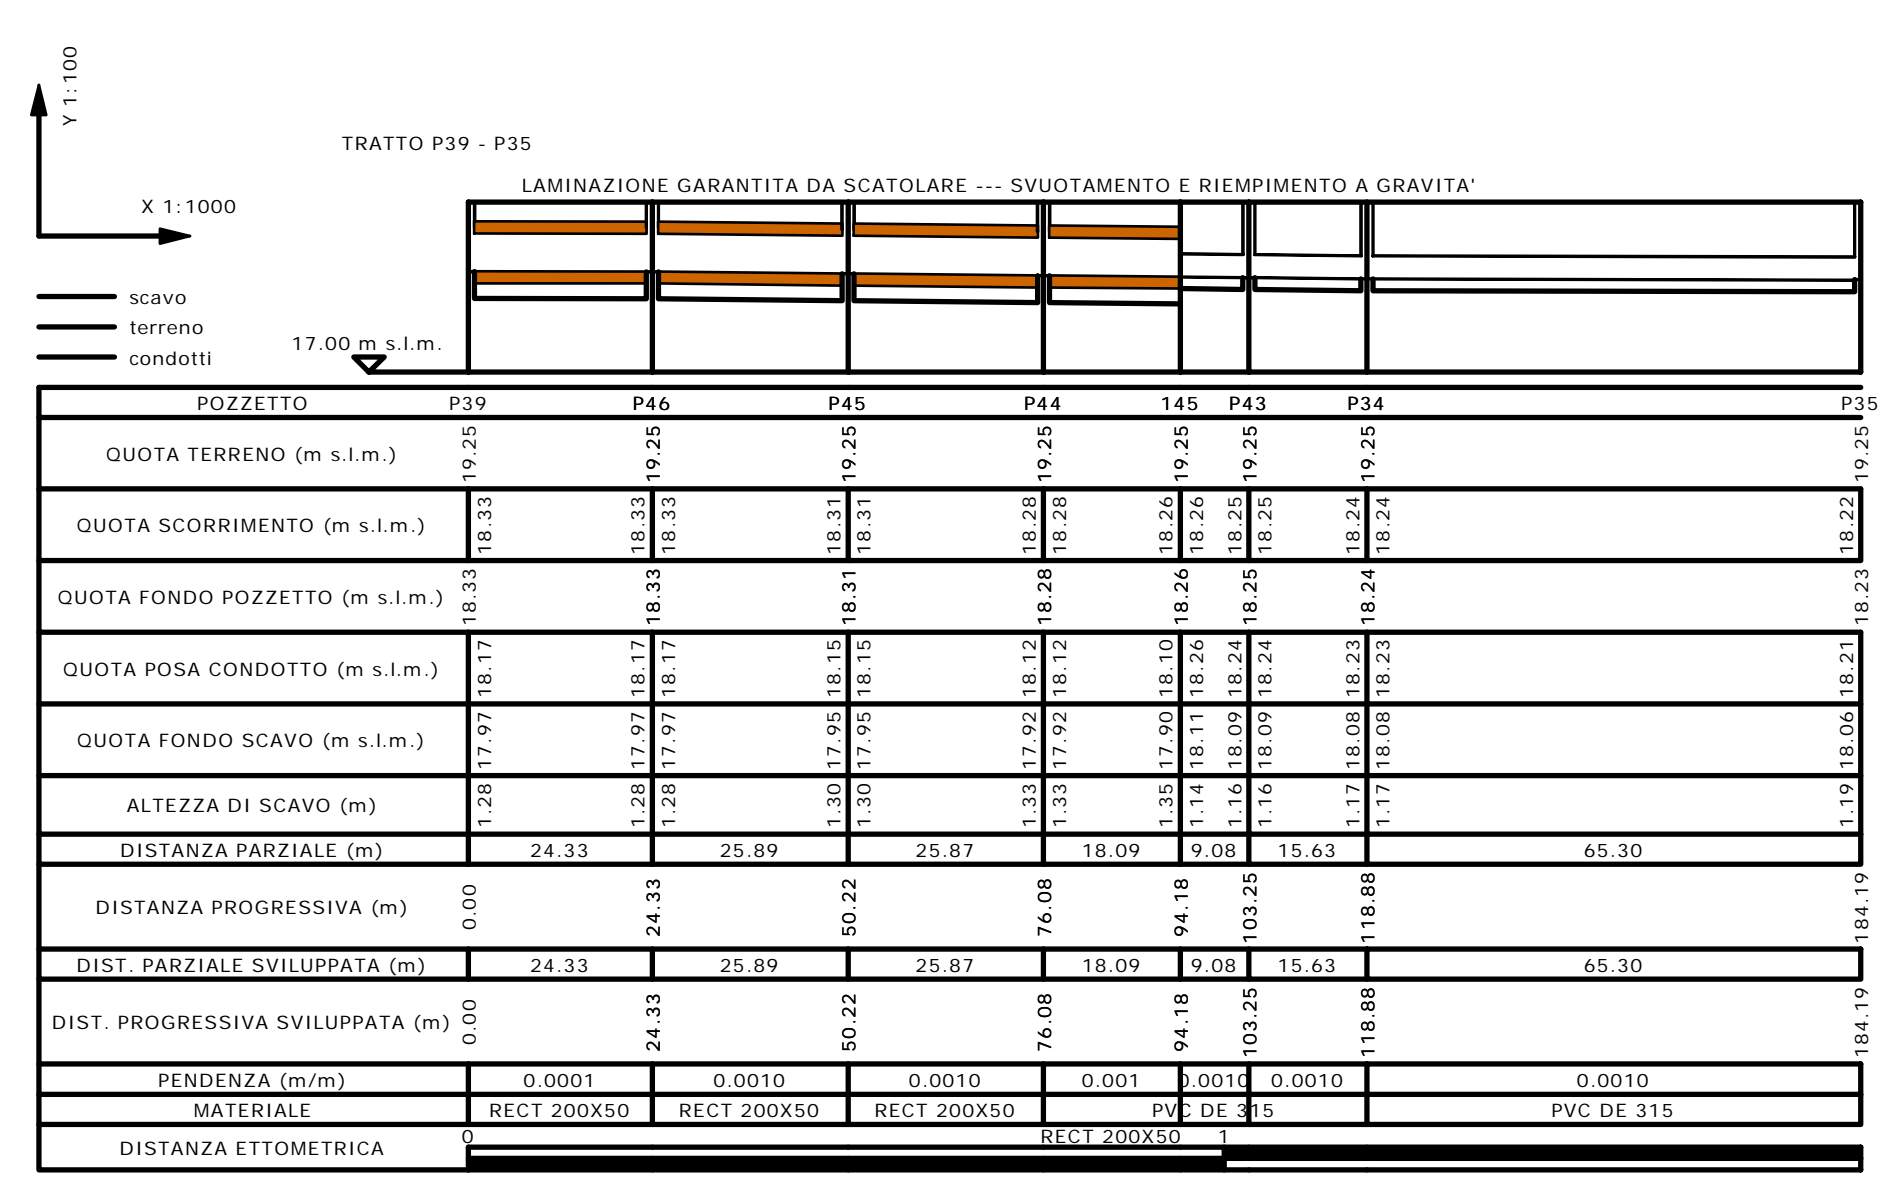 Y 1:100
TRATTO P39 - P35
LAMINAZIONE GARANTITA DA SCATOLARE --- SVUOTAMENTO E RIEMPIMENTO A GRAVITA'
X 1:1000
scavo
terreno
condotti
17.00 m s.l.m.
POZZETTO P39 P46 P45 P44 145 P43 P34 P35
QUOTA TERRENO (m s.l.m.) 19.25 19.25 19.25 19.25 19.25 19.25 19.25 19.25
QUOTA SCORRIMENTO (m s.l.m.) 18.33 18.33 18.33 18.31 18.31 18.28 18.28 18.26 18.26 18.25 18.25 18.24 18.24 18.22
QUOTA FONDO POZZETTO (m s.l.m.) 18.33 18.33 18.31 18.28 18.26 18.25 18.24 18.23
QUOTA POSA CONDOTTO (m s.l.m.) 18.17 18.17 18.17 18.15 18.15 18.12 18.12 18.10 18.26 18.24 18.24 18.23 18.23 18.21
QUOTA FONDO SCAVO (m s.l.m.) 17.97 17.97 17.97 17.95 17.95 17.92 17.92 17.90 18.11 18.09 18.09 18.08 18.08 18.06
ALTEZZA DI SCAVO (m) 1.28 1.28 1.28 1.30 1.30 1.33 1.33 1.35 1.14 1.16 1.16 1.17 1.17 1.19
DISTANZA PARZIALE (m) 24.33 25.89 25.87 18.09 9.08 15.63 65.30
DISTANZA PROGRESSIVA (m) 0.00 24.33 50.22 76.08 94.18 103.25 118.88 184.19
DIST. PARZIALE SVILUPPATA (m) 24.33 25.89 25.87 18.09 9.08 15.63 65.30
DIST. PROGRESSIVA SVILUPPATA (m) 0.00 24.33 50.22 76.08 94.18 103.25 118.88 184.19
PENDENZA (m/m) 0.0001 0.0010 0.0010 0.001 0.0010 0.0010 0.0010
MATERIALE RECT 200X50 RECT 200X50 RECT 200X50 PVC DE 315 PVC DE 315
DISTANZA ETTOMETRICA 0 RECT 200X50 1